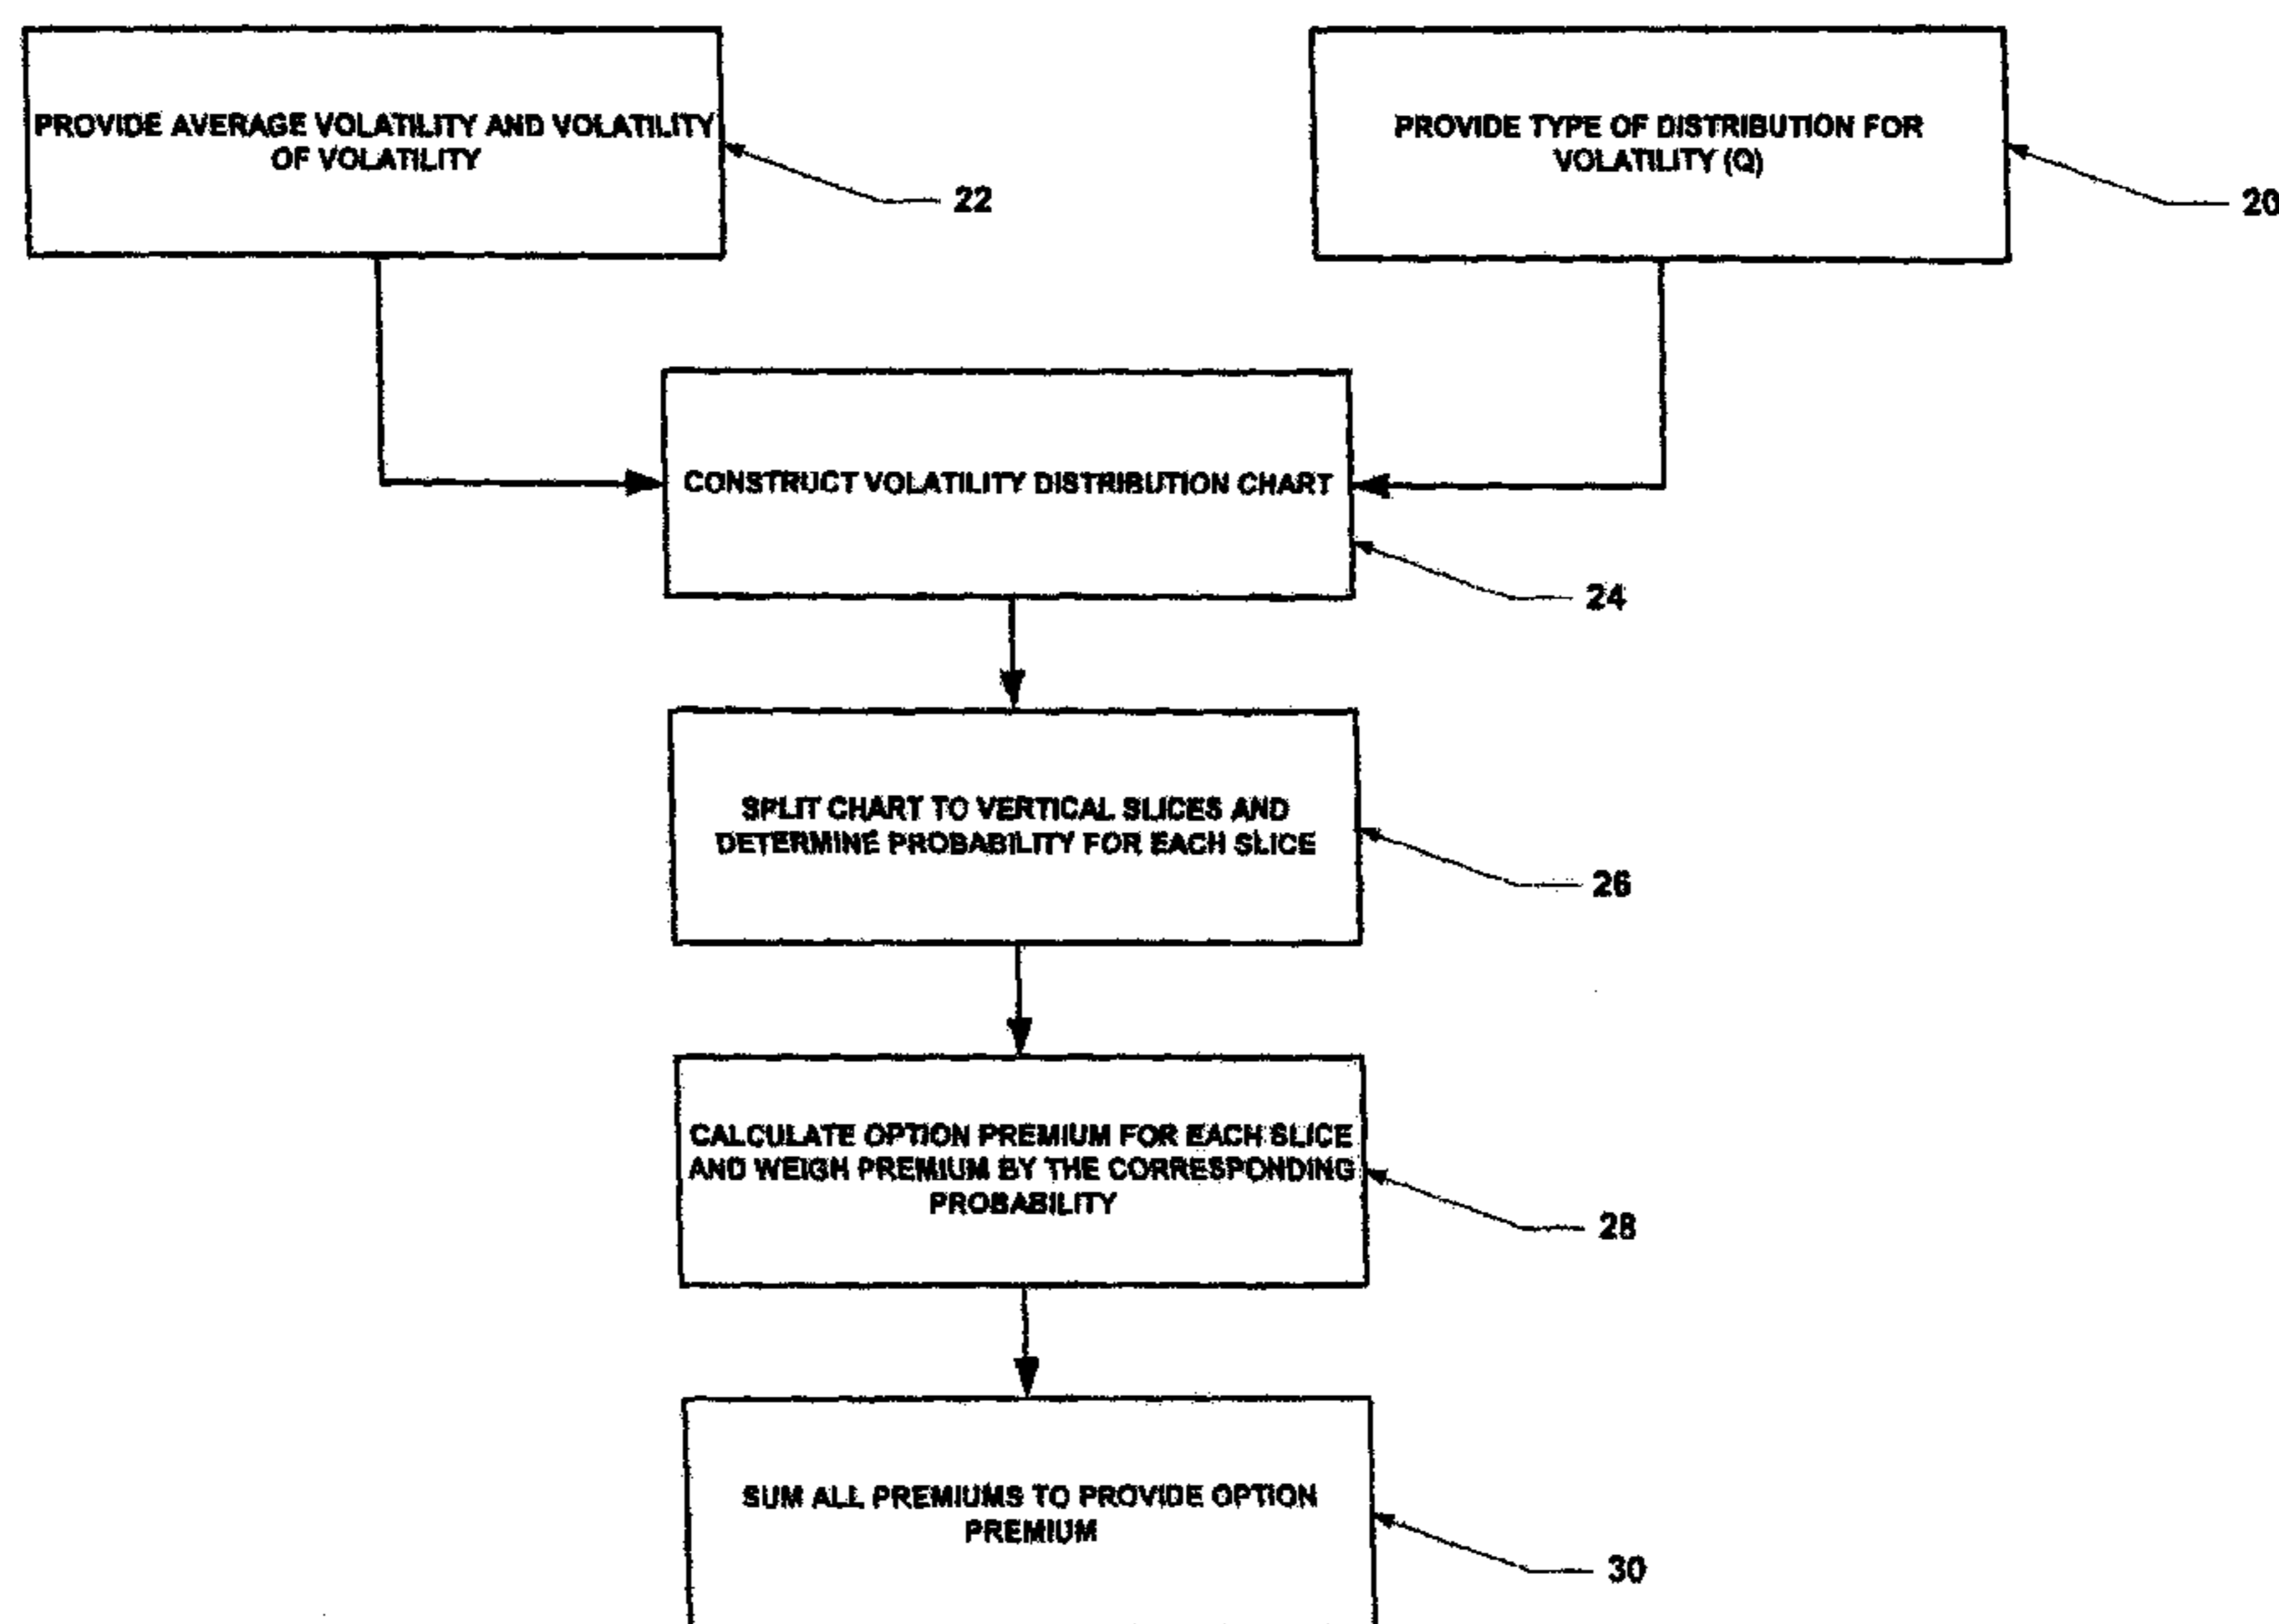 PROVIDE AVERAGE VOLATILITY AND VOLATILITY
OF VOLATILITY
22
PROVIDE TYPE OF DISTRIBUTION FOR
VOLATILITY (Q)
20
CONSTRUCT VOLATILITY DISTRIBUTION CHART
24
SPLIT CHART TO VERTICAL SLICES AND
DETERMINE PROBABILITY FOR EACH SLICE
26
CALCULATE OPTION PREMIUM FOR EACH SLICE
AND WEIGH PREMIUM BY THE CORRESPONDING
PROBABILITY
28
SUM ALL PREMIUMS TO PROVIDE OPTION
PREMIUM
30